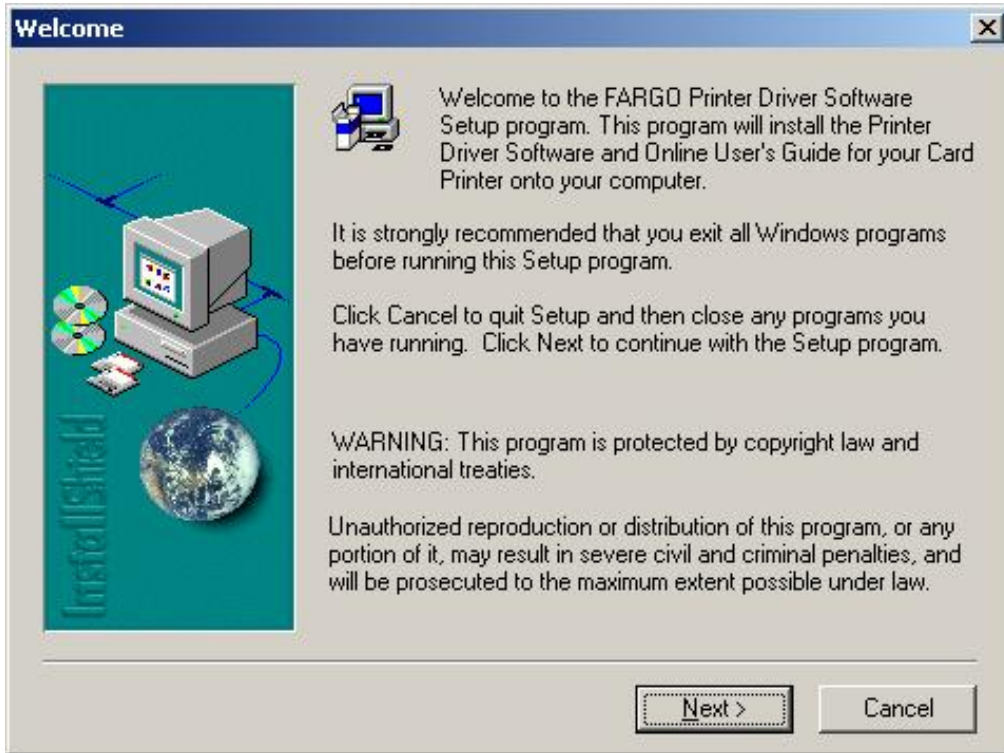 Welcome
Welcome to the FARGO Printer Driver Software
Setup program. This program will install the Printer
Driver Software and Online User's Guide for your Card
Printer onto your computer.
It is strongly recommended that you exit all Windows programs
before running this Setup program.
Click Cancel to quit Setup and then close any programs you
have running. Click Next to continue with the Setup program.
WARNING: This program is protected by copyright law and
international treaties.
Unauthorized reproduction or distribution of this program, or any
portion of it, may result in severe civil and criminal penalties, and
will be prosecuted to the maximum extent possible under law.
InstallShield
Next >
Cancel